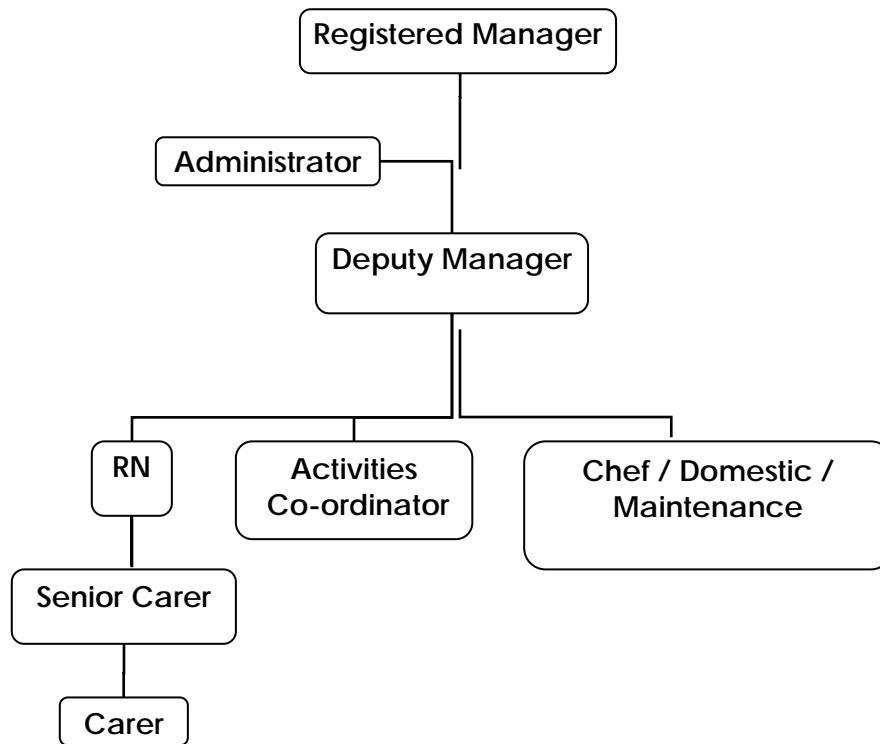 Registered Manager
Administrator
Deputy Manager
RN
Activities
Co-ordinator
Chef / Domestic /
Maintenance
Senior Carer
Carer